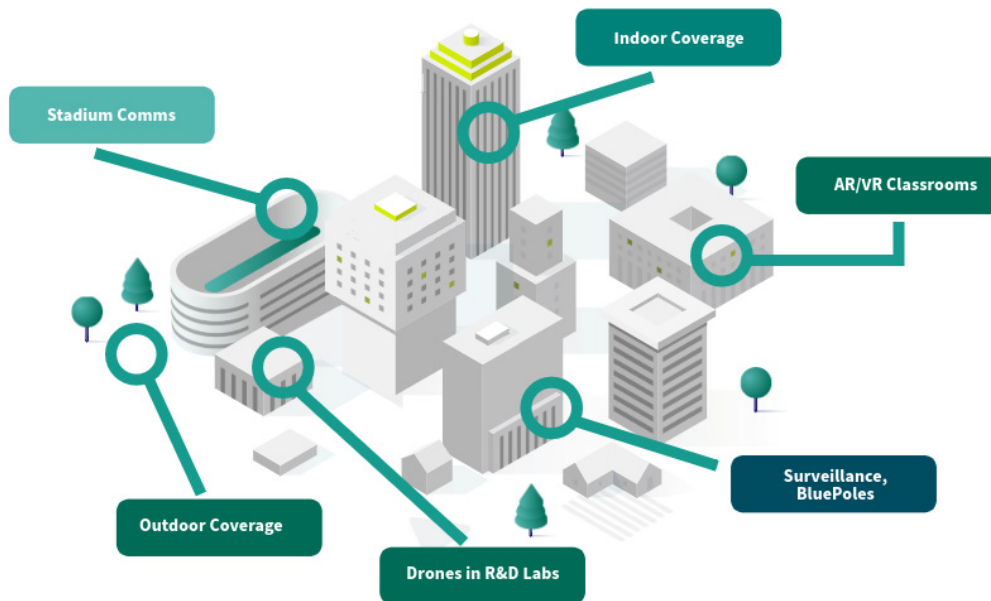 Indoor Coverage
Stadium Comms
AR/VR Classrooms
Surveillance,
BluePoles
Outdoor Coverage
Drones in R&D Labs